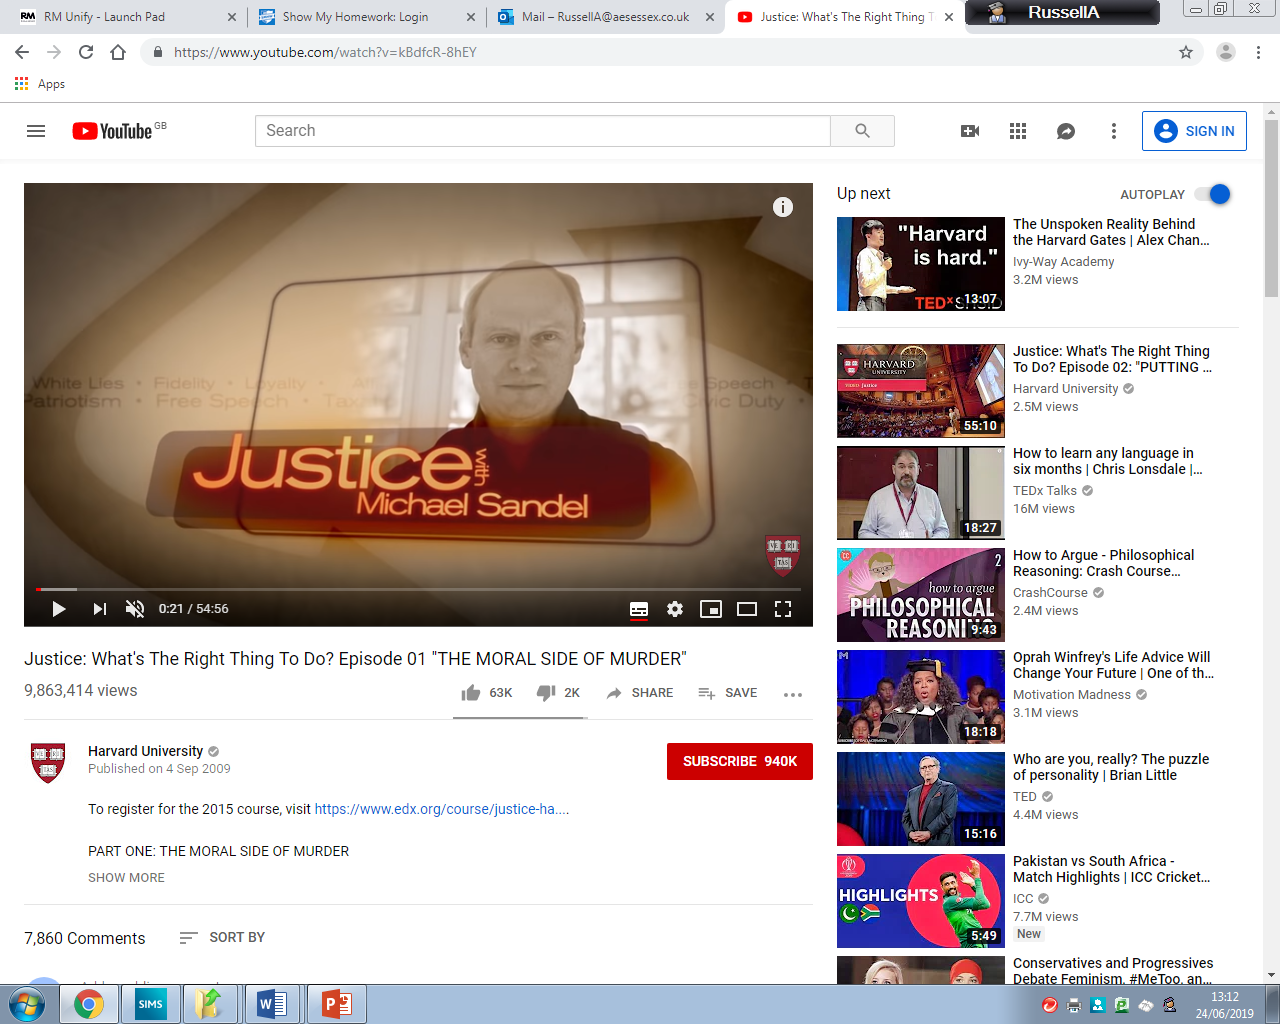 RM Unify - Launch Pad
Show My Homework: Login
Mail – RussellA@aesessex.co.uk
Justice: What's The Right Thing T
RussellA
https://www.youtube.com/watch?v=kBdfcR-8hEY
Apps
YouTube GB
Search
SIGN IN
White Lies • Fidelity • Loyalty •
Patriotism • Free Speech •
Free Speech •
Civic Duty •
Justice with
Michael Sandel
VE RI TAS
0:21 / 54:56
Justice: What's The Right Thing To Do? Episode 01 "THE MORAL SIDE OF MURDER"
9,863,414 views
63K
2K
SHARE
SAVE
Harvard University
Published on 4 Sep 2009
SUBSCRIBE 940K
To register for the 2015 course, visit https://www.edx.org/course/justice-ha....
PART ONE: THE MORAL SIDE OF MURDER
SHOW MORE
7,860 Comments
SORT BY
Up next
AUTOPLAY
"Harvard
is hard."
TEDx
13:07
The Unspoken Reality Behind
the Harvard Gates | Alex Chan...
Ivy-Way Academy
3.2M views
HARVARD
UNIVERSITY
VIDEO: Justice
55:10
Justice: What's The Right Thing
To Do? Episode 02: "PUTTING ...
Harvard University
2.5M views
18:27
How to learn any language in
six months | Chris Lonsdale |...
TEDx Talks
16M views
2
how to argue
PHILOSOPHICAL
REASONING
9:43
How to Argue - Philosophical
Reasoning: Crash Course...
CrashCourse
2.4M views
18:18
Oprah Winfrey's Life Advice Will
Change Your Future | One of th...
Motivation Madness
3.1M views
15:16
Who are you, really? The puzzle
of personality | Brian Little
TED
4.4M views
HIGHLIGHTS
5:49
Pakistan vs South Africa -
Match Highlights | ICC Cricket...
ICC
7.7M views
New
Conservatives and Progressives
Debate Feminism, #MeToo, an...
SIMS
13:12
24/06/2019